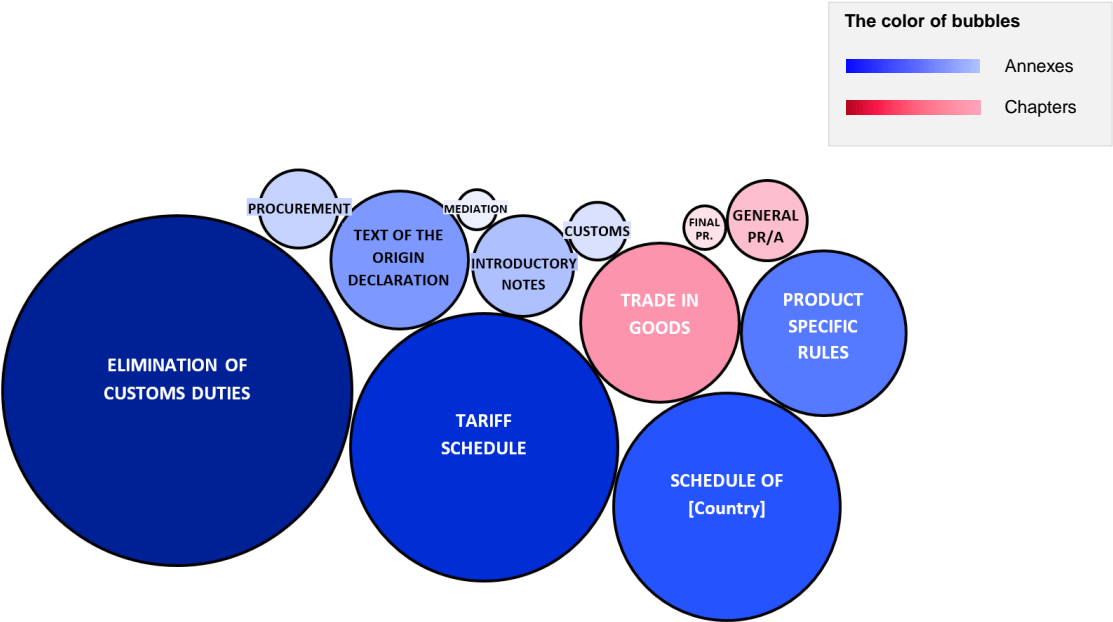 The color of bubbles
Annexes
Chapters
PROCUREMENT
TEXT OF THE
ORIGIN
DECLARATION
MEDIATION
INTRODUCTORY
NOTES
CUSTOMS
FINAL
PR.
GENERAL
PR/A
ELIMINATION OF
CUSTOMS DUTIES
TARIFF
SCHEDULE
TRADE IN
GOODS
PRODUCT
SPECIFIC
RULES
SCHEDULE OF
[Country]